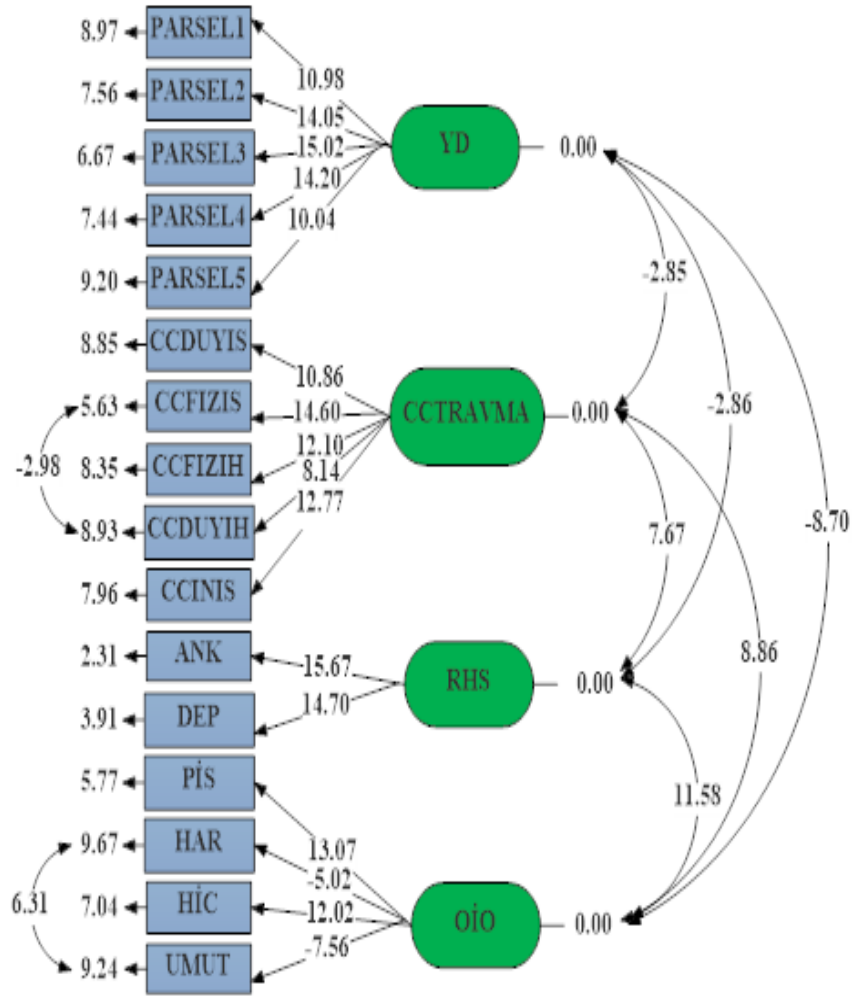 8.97 PARSEL1
10.98
7.56 PARSEL2
14.05
YD 0.00
6.67 PARSEL3
15.02
14.20
7.44 PARSEL4
10.04
9.20 PARSEL5
-2.85
8.85 CCDUYIS
10.86
5.63 CCFIZIS
14.60
CCTRAVMA 0.00
-2.86
12.10
-2.98
8.35 CCFIZIH
8.14
12.77
8.93 CCDUYIH
7.67
-8.70
7.96 CCINIS
2.31 ANK
15.67
8.86
RHS 0.00
14.70
3.91 DEP
5.77 PİS
11.58
9.67 HAR
13.07
-5.02
6.31
7.04 HİC
12.02
OİO 0.00
-7.56
9.24 UMUT